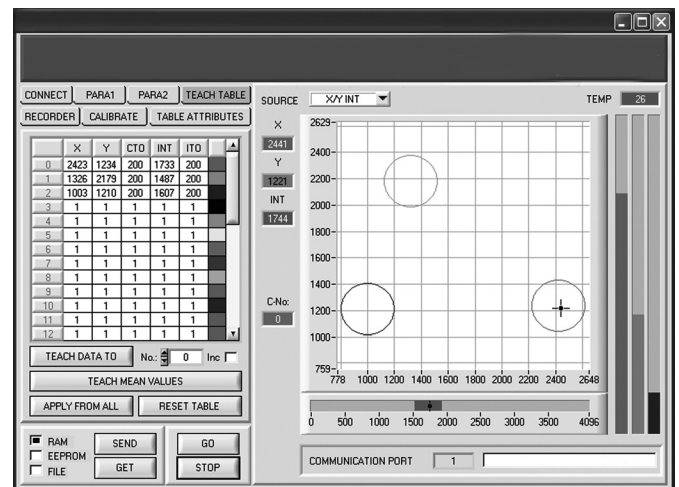 CONNECT PARA1 PARA2 TEACH TABLE
RECORDER CALIBRATE TABLE ATTRIBUTES
X Y CTO INT ITO
0 2423 1234 200 1733 200
1 1326 2179 200 1487 200
2 1003 1210 200 1607 200
3 1 1 1 1 1
4 1 1 1 1 1
5 1 1 1 1 1
6 1 1 1 1 1
7 1 1 1 1 1
8 1 1 1 1 1
9 1 1 1 1 1
10 1 1 1 1 1
11 1 1 1 1 1
12 1 1 1 1 1
TEACH DATA TO No.: 0 Inc
TEACH MEAN VALUES
APPLY FROM ALL RESET TABLE
RAM
EEPROM
FILE
SEND GO
GET STOP
SOURCE X/Y INT TEMP 26
X
2441
Y
1221
INT
1744
C-No:
0
2629
2400
2200
2000
1800
1600
1400
1200
1000
759
778 1000 1200 1400 1600 1800 2000 2200 2400 2648
0 500 1000 1500 2000 2500 3000 3500 4096
COMMUNICATION PORT 1